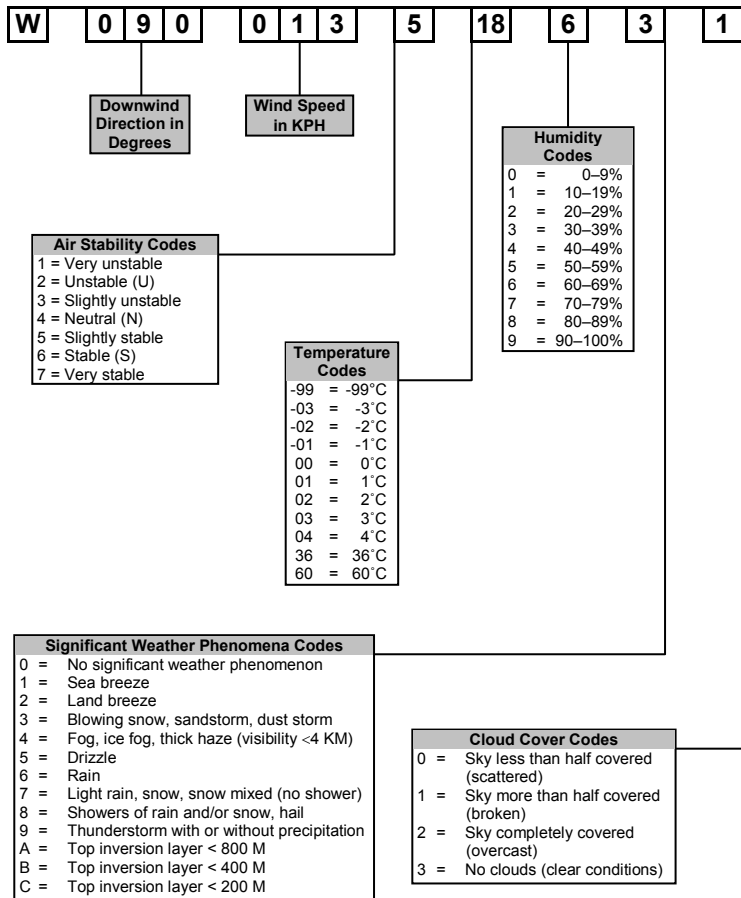 W 0 9 0 0 1 3 5 18 6 3 1
Downwind
Direction in
Degrees
Wind Speed
in KPH
Humidity
Codes
0 = 0–9%
1 = 10–19%
2 = 20–29%
3 = 30–39%
4 = 40–49%
5 = 50–59%
6 = 60–69%
7 = 70–79%
8 = 80–89%
9 = 90–100%
Air Stability Codes
1 = Very unstable
2 = Unstable (U)
3 = Slightly unstable
4 = Neutral (N)
5 = Slightly stable
6 = Stable (S)
7 = Very stable
Temperature
Codes
-99 = -99°C
-03 = -3˚C
-02 = -2˚C
-01 = -1˚C
00 = 0˚C
01 = 1˚C
02 = 2˚C
03 = 3˚C
04 = 4˚C
36 = 36˚C
60 = 60˚C
Significant Weather Phenomena Codes
0 = No significant weather phenomenon
1 = Sea breeze
2 = Land breeze
3 = Blowing snow, sandstorm, dust storm
4 = Fog, ice fog, thick haze (visibility <4 KM)
5 = Drizzle
6 = Rain
7 = Light rain, snow, snow mixed (no shower)
8 = Showers of rain and/or snow, hail
9 = Thunderstorm with or without precipitation
A = Top inversion layer < 800 M
B = Top inversion layer < 400 M
C = Top inversion layer < 200 M
Cloud Cover Codes
0 = Sky less than half covered
(scattered)
1 = Sky more than half covered
(broken)
2 = Sky completely covered
(overcast)
3 = No clouds (clear conditions)